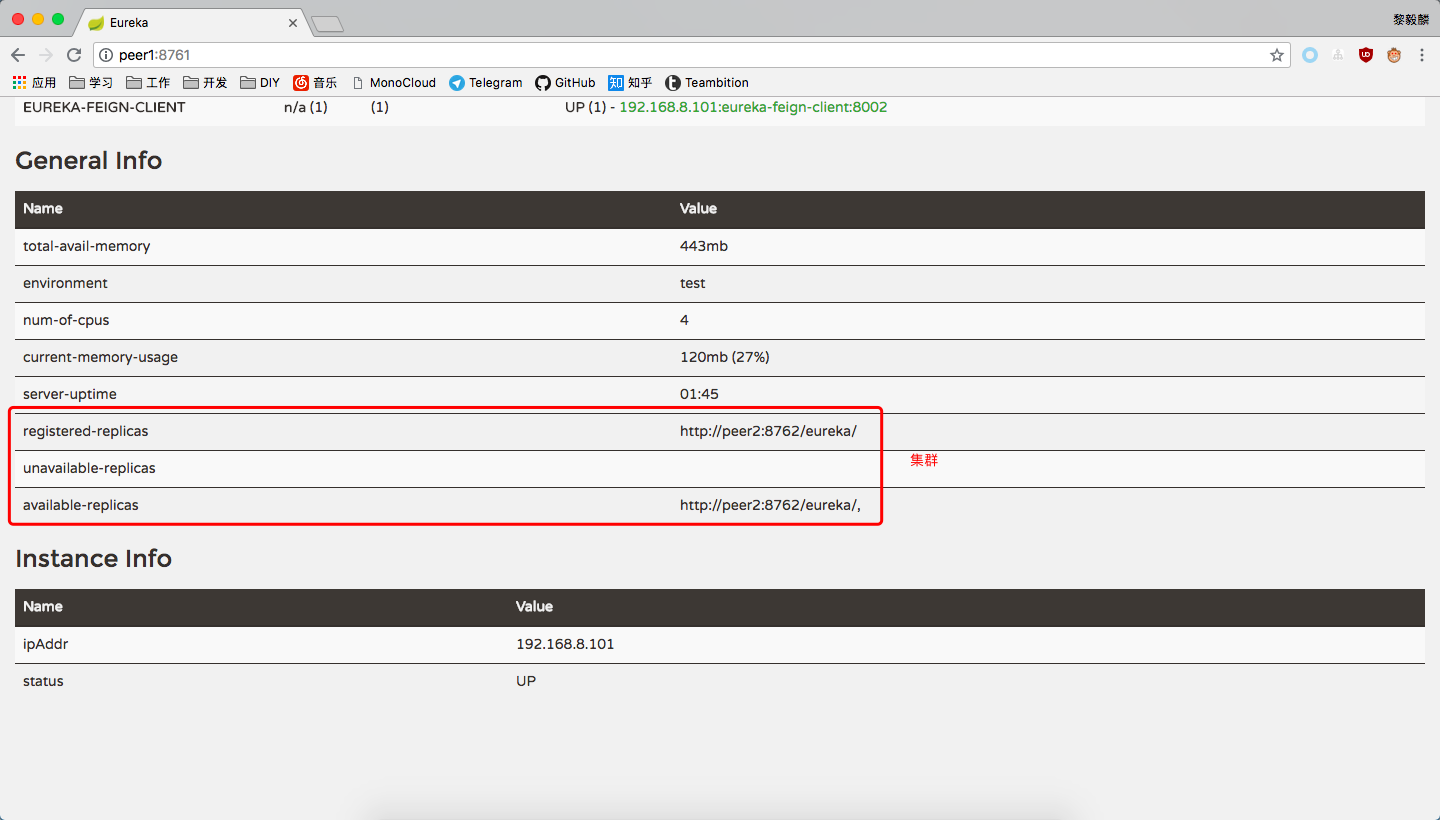 Eureka
黎毅麟
peer1:8761
应用 学习 工作 开发 DIY 音乐 MonoCloud Telegram GitHub 知 知乎 Teambition
EUREKA-FEIGN-CLIENT n/a (1) (1) UP (1) - 192.168.8.101:eureka-feign-client:8002
General Info
Name Value
total-avail-memory 443mb
environment test
num-of-cpus 4
current-memory-usage 120mb (27%)
server-uptime 01:45
registered-replicas http://peer2:8762/eureka/
unavailable-replicas
集群
available-replicas http://peer2:8762/eureka/,
Instance Info
Name Value
ipAddr 192.168.8.101
status UP